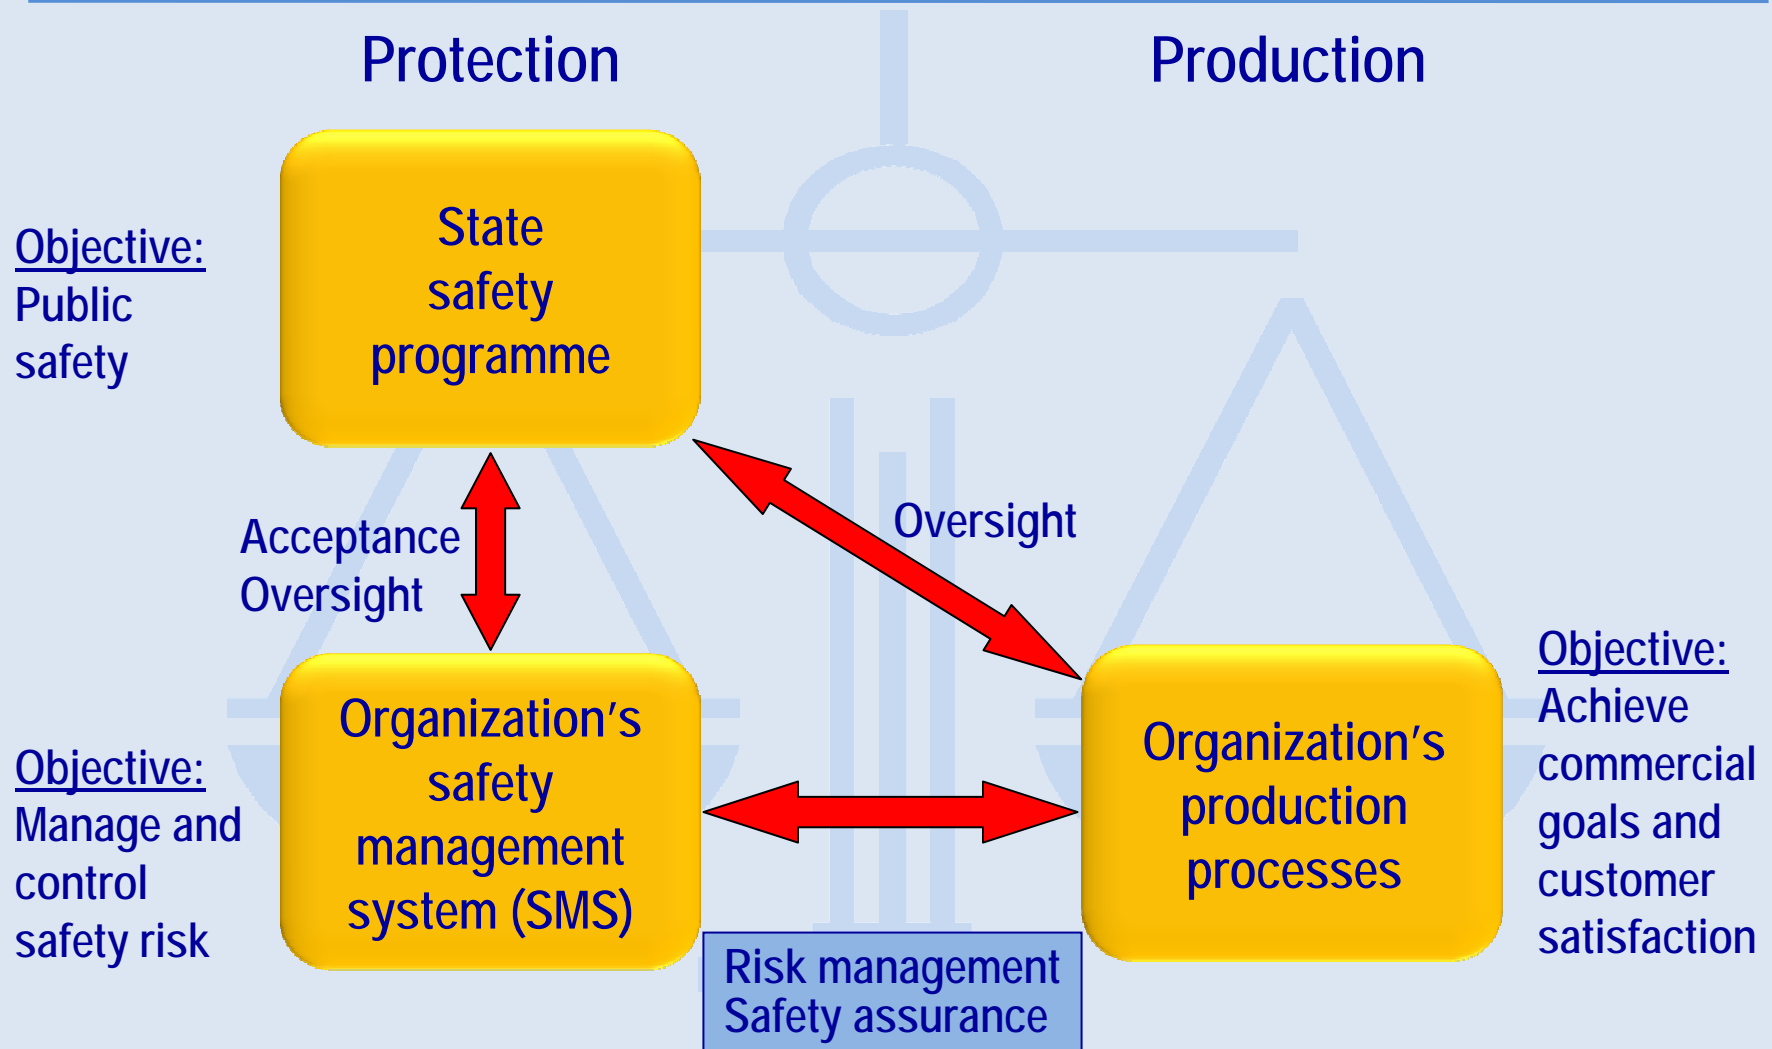 Protection
Production
State
safety
programme
Objective:
Public
safety
Acceptance
Oversight
Oversight
Organization's
safety
management
system (SMS)
Objective:
Manage and
control
safety risk
Organization's
production
processes
Objective:
Achieve
commercial
goals and
customer
satisfaction
Risk management
Safety assurance